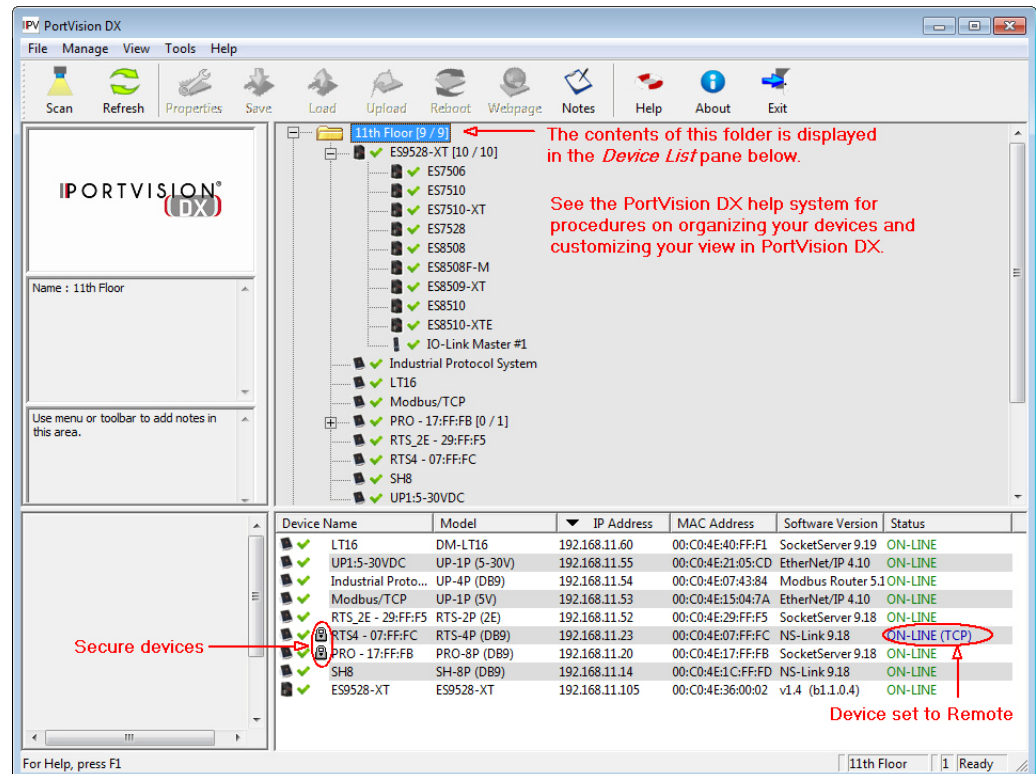 PortVision DX
File Manage View Tools Help
Scan Refresh Properties Save Load Upload Reboot Webpage Notes Help About Exit
PORTVISION®
DX
Name : 11th Floor
Use menu or toolbar to add notes in
this area.
11th Floor [9 / 9]
ES9528-XT [10 / 10]
ES7506
ES7510
ES7510-XT
ES7528
ES8508
ES8508F-M
ES8509-XT
ES8510
ES8510-XTE
IO-Link Master #1
Industrial Protocol System
LT16
Modbus/TCP
PRO - 17:FF:FB [0 / 1]
RTS_2E - 29:FF:F5
RTS4 - 07:FF:FC
SH8
UP1:5-30VDC
The contents of this folder is displayed
in the Device List pane below.
See the PortVision DX help system for
procedures on organizing your devices and
customizing your view in PortVision DX.
Device Name Model IP Address MAC Address Software Version Status
LT16 DM-LT16 192.168.11.60 00:C0:4E:40:FF:F1 SocketServer 9.19 ON-LINE
UP1:5-30VDC UP-1P (5-30V) 192.168.11.55 00:C0:4E:21:05:CD EtherNet/IP 4.10 ON-LINE
Industrial Proto... UP-4P (DB9) 192.168.11.54 00:C0:4E:07:43:84 Modbus Router 5.1 ON-LINE
Modbus/TCP UP-1P (5V) 192.168.11.53 00:C0:4E:15:04:7A EtherNet/IP 4.10 ON-LINE
RTS_2E - 29:FF:F5 RTS-2P (2E) 192.168.11.52 00:C0:4E:29:FF:F5 SocketServer 9.18 ON-LINE
RTS4 - 07:FF:FC RTS-4P (DB9) 192.168.11.23 00:C0:4E:07:FF:FC NS-Link 9.18 ON-LINE (TCP)
PRO - 17:FF:FB PRO-8P (DB9) 192.168.11.20 00:C0:4E:17:FF:FB SocketServer 9.18 ON-LINE
SH8 SH-8P (DB9) 192.168.11.14 00:C0:4E:1C:FF:FD NS-Link 9.18 ON-LINE
ES9528-XT ES9528-XT 192.168.11.105 00:C0:4E:36:00:02 v1.4 (b1.1.0.4) ON-LINE
Secure devices
Device set to Remote
For Help, press F1
11th Floor 1 Ready